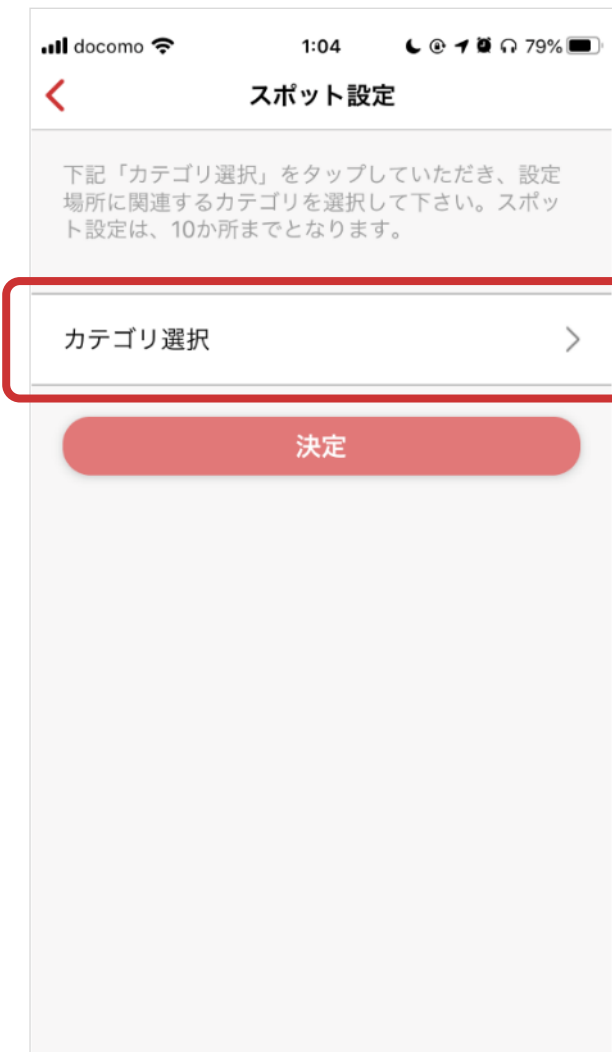 docomo 1:04 79%
スポット設定
下記「カテゴリ選択」をタップしていただき、設定
場所に関連するカテゴリを選択して下さい。スポッ
ト設定は、10か所までとなります。
カテゴリ選択
決定